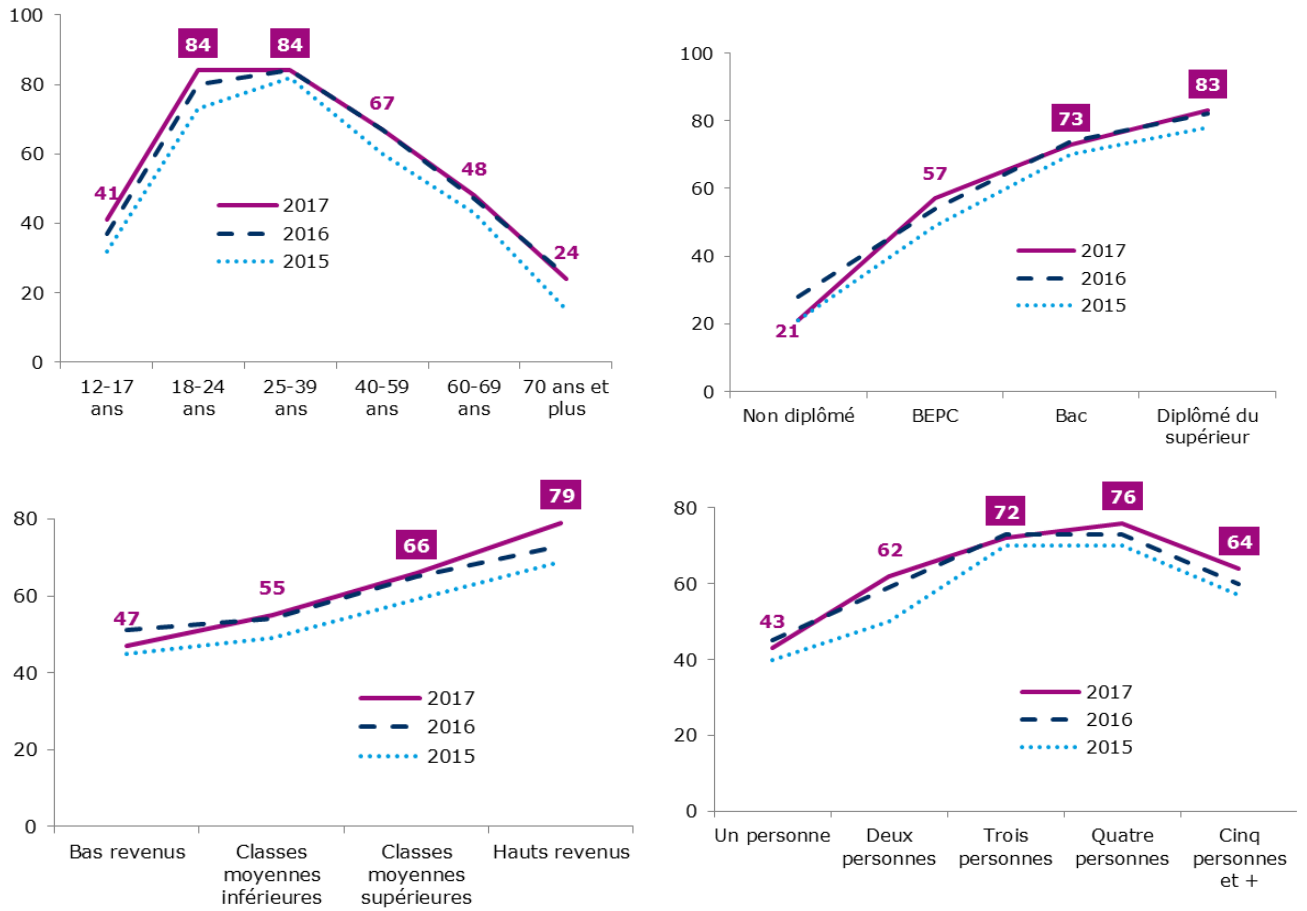 100
80
60
40
20
0
84
84
67
48
41
24
2017
2016
2015
12-17
ans
18-24
ans
25-39
ans
40-59
ans
60-69
ans
70 ans et
plus
100
80
60
40
20
0
83
73
57
21
2017
2016
2015
Non diplômé
BEPC
Bac
Diplômé du
supérieur
80
60
40
20
0
79
66
55
47
2017
2016
2015
Bas revenus
Classes
moyennes
inférieures
Classes
moyennes
supérieures
Hauts revenus
80
60
40
20
0
76
72
62
64
43
2017
2016
2015
Un personne
Deux
personnes
Trois
personnes
Quatre
personnes
Cinq
personnes
et +